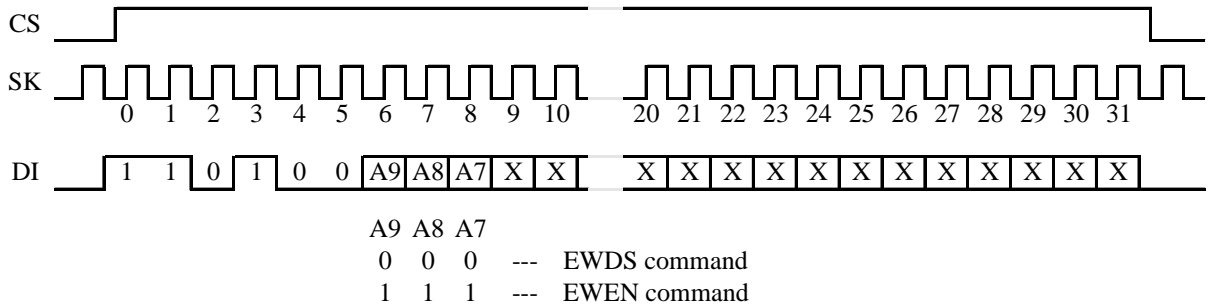 CS
SK
0 1 2 3 4 5 6 7 8 9 10 20 21 22 23 24 25 26 27 28 29 30 31
DI 1 1 0 1 0 0 A9 A8 A7 X X X X X X X X X X X X X X
A9 A8 A7
0 0 0 --- EWDS command
1 1 1 --- EWEN command